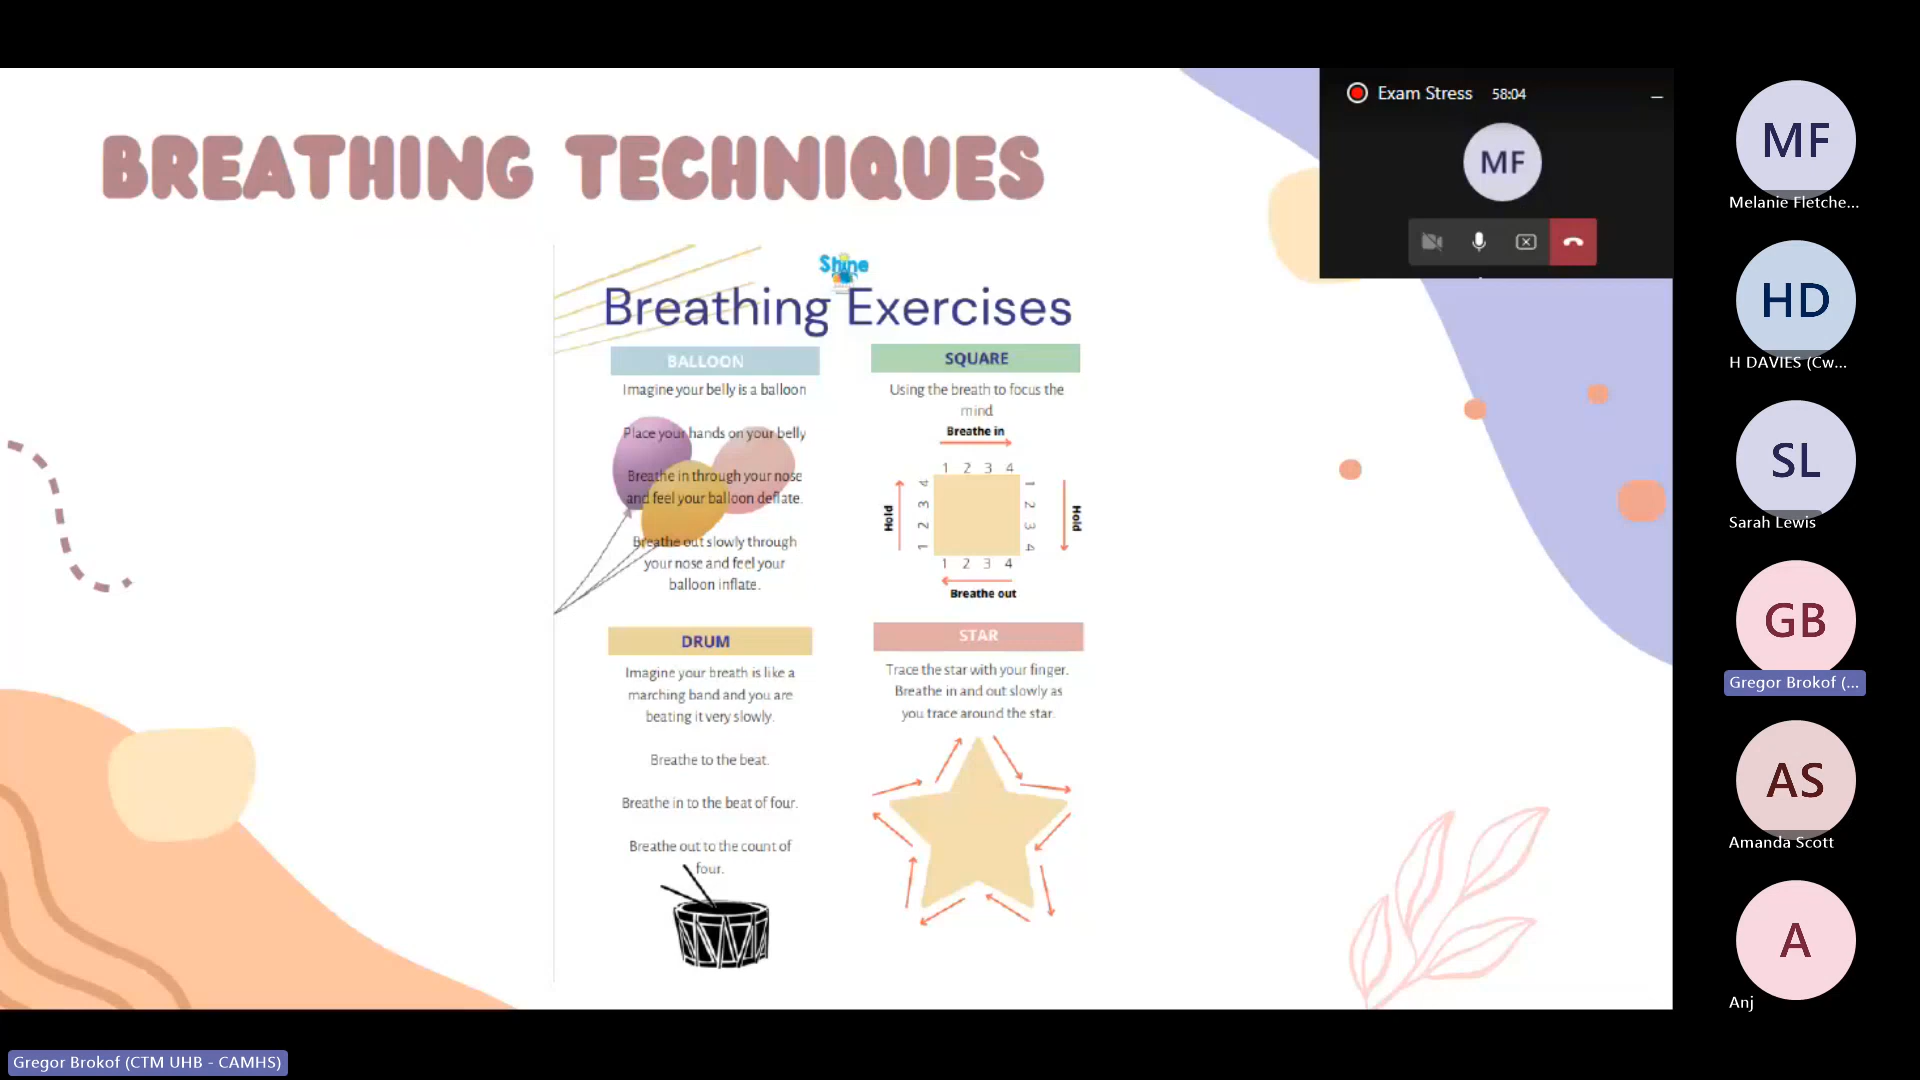 BREATHING TECHNIQUES
Exam Stress 58:04
MF
Shine
Breathing Exercises
BALLOON
Imagine your belly is a balloon
Place your hands on your belly
Breathe in through your nose
and feel your balloon deflate.
Breathe out slowly through
your nose and feel your
balloon inflate.
SQUARE
Using the breath to focus the
mind
Breathe in
1 2 3 4
Hold
1 2 3 4
1 2 3 4
Hold
1 2 3 4
Breathe out
DRUM
Imagine your breath is like a
marching band and you are
beating it very slowly.
Breathe to the beat.
Breathe in to the beat of four.
Breathe out to the count of
four.
STAR
Trace the star with your finger.
Breathe in and out slowly as
you trace around the star.
MF
Melanie Fletche...
HD
H DAVIES (Cw...
SL
Sarah Lewis
GB
Gregor Brokof (...
AS
Amanda Scott
A
Anj
Gregor Brokof (CTM UHB - CAMHS)